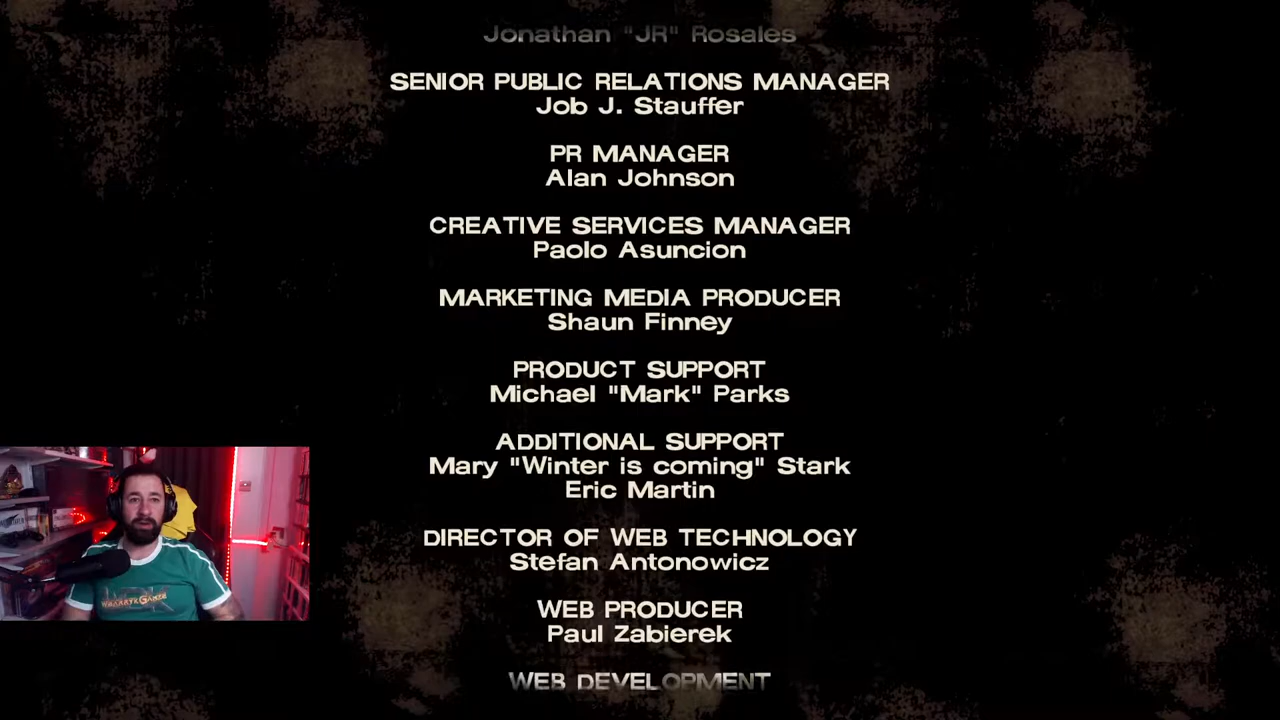 Jonathan "JR" Rosales
SENIOR PUBLIC RELATIONS MANAGER
Job J. Stauffer
PR MANAGER
Alan Johnson
CREATIVE SERVICES MANAGER
Paolo Asuncion
MARKETING MEDIA PRODUCER
Shaun Finney
PRODUCT SUPPORT
Michael "Mark" Parks
ADDITIONAL SUPPORT
Mary "Winter is coming" Stark
Eric Martin
DIRECTOR OF WEB TECHNOLOGY
Stefan Antonowicz
WEB PRODUCER
Paul Zabierek
WEB DEVELOPMENT